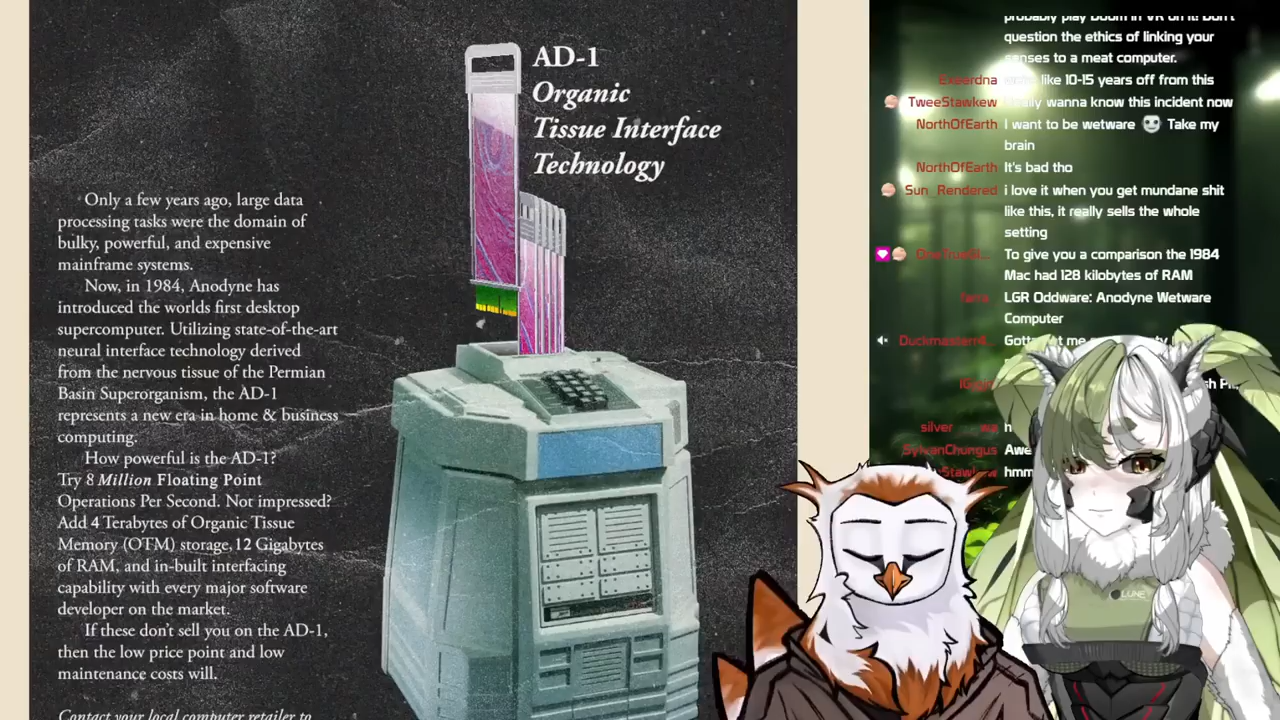 AD-1
Organic
Tissue Interface
Technology
Only a few years ago, large data
processing tasks were the domain of
bulky, powerful, and expensive
mainframe systems.
Now, in 1984, Anodyne has
introduced the worlds first desktop
supercomputer. Utilizing state-of-the-art
neural interface technology derived
from the nervous tissue of the Permian
Basin Superorganism, the AD-1
represents a new era in home & business
computing.
How powerful is the AD-1?
Try 8 Million Floating Point
Operations Per Second. Not impressed?
Add 4 Terabytes of Organic Tissue
Memory (OTM) storage, 12 Gigabytes
of RAM, and in-built interfacing
capability with every major software
developer on the market.
If these don't sell you on the AD-1,
then the low price point and low
maintenance costs will.
Contact your local computer retailer to
probably play Doom in VR on it! Don't
question the ethics of linking your
senses to a meat computer.
like 10-15 years off from this
TweeStawkew wanna know this incident now
NorthOfEarth I want to be wetware Take my
brain
NorthOfEarth It's bad tho
Sun_Rendered i love it when you get mundane shit
like this, it really sells the whole
setting
To give you a comparison the 1984
Mac had 128 kilobytes of RAM
LGR Oddware: Anodyne Wetware
Computer
me
silver
SylvanChungus Awe
hmm
LUNE